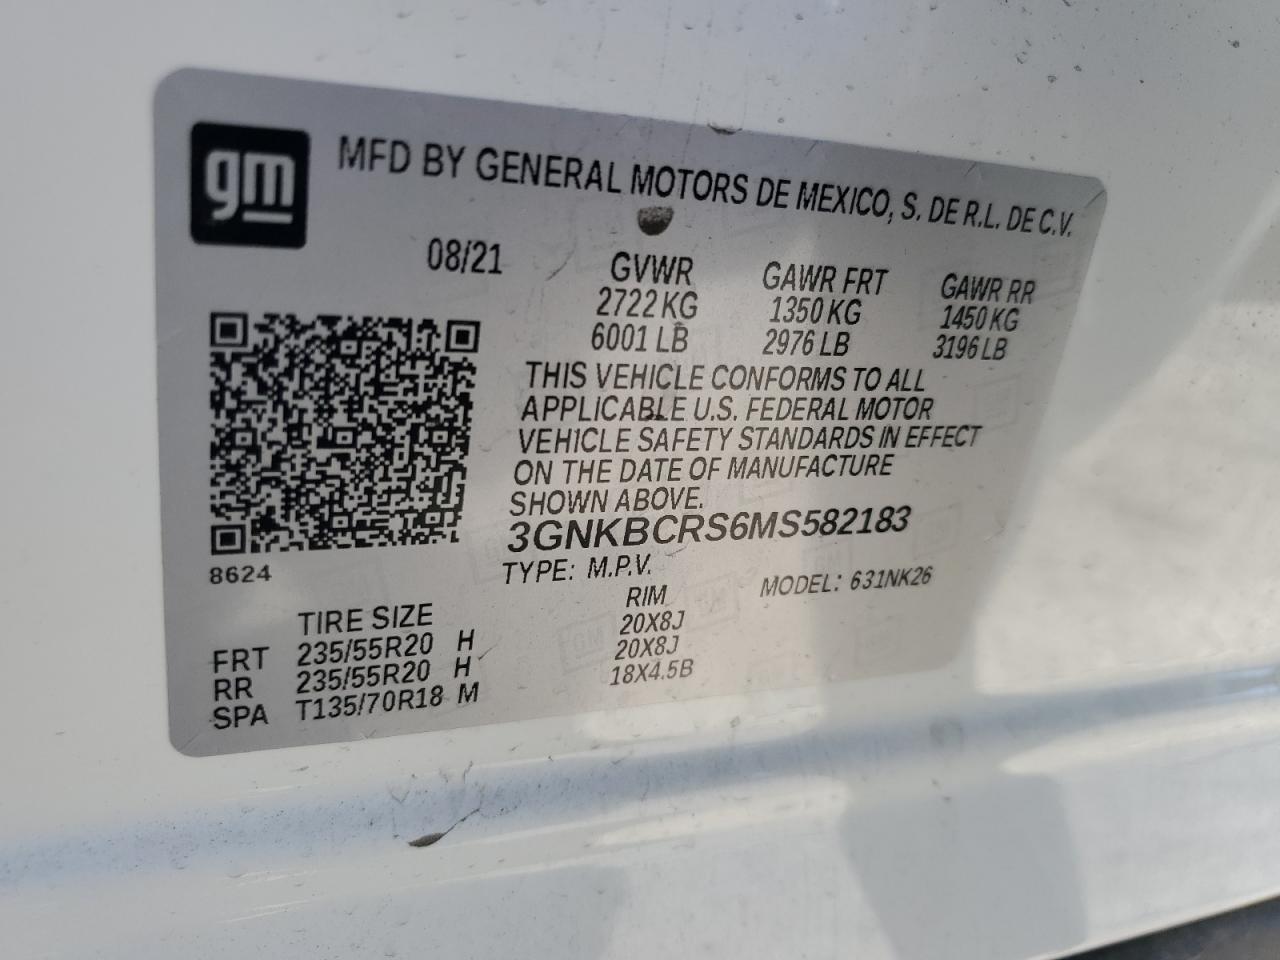 gm
MFD BY GENERAL MOTORS DE MEXICO, S. DE R.L. DE C.V.
08/21 GVWR GAWR FRT GAWR RR
2722 KG 1350 KG 1450 KG
6001 LB 2976 LB 3196 LB
THIS VEHICLE CONFORMS TO ALL
APPLICABLE U.S. FEDERAL MOTOR
VEHICLE SAFETY STANDARDS IN EFFECT
ON THE DATE OF MANUFACTURE
SHOWN ABOVE.
3GNKBCRS6MS582183
8624
TYPE: M.P.V. MODEL: 631NK26
TIRE SIZE RIM
FRT 235/55R20 H 20X8J
RR 235/55R20 H 20X8J
SPA T135/70R18 M 18X4.5B